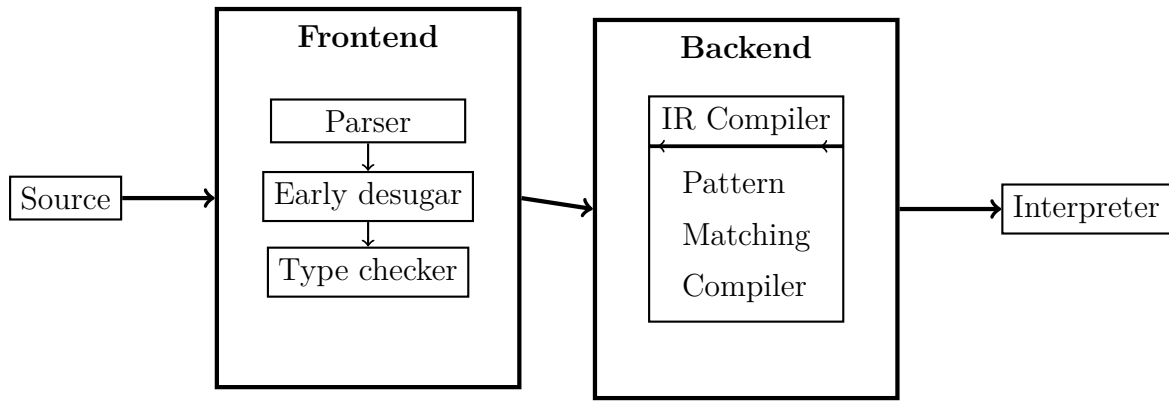 Source
Frontend
Parser
Early desugar
Type checker
Backend
IR Compiler
Pattern
Matching
Compiler
Interpreter